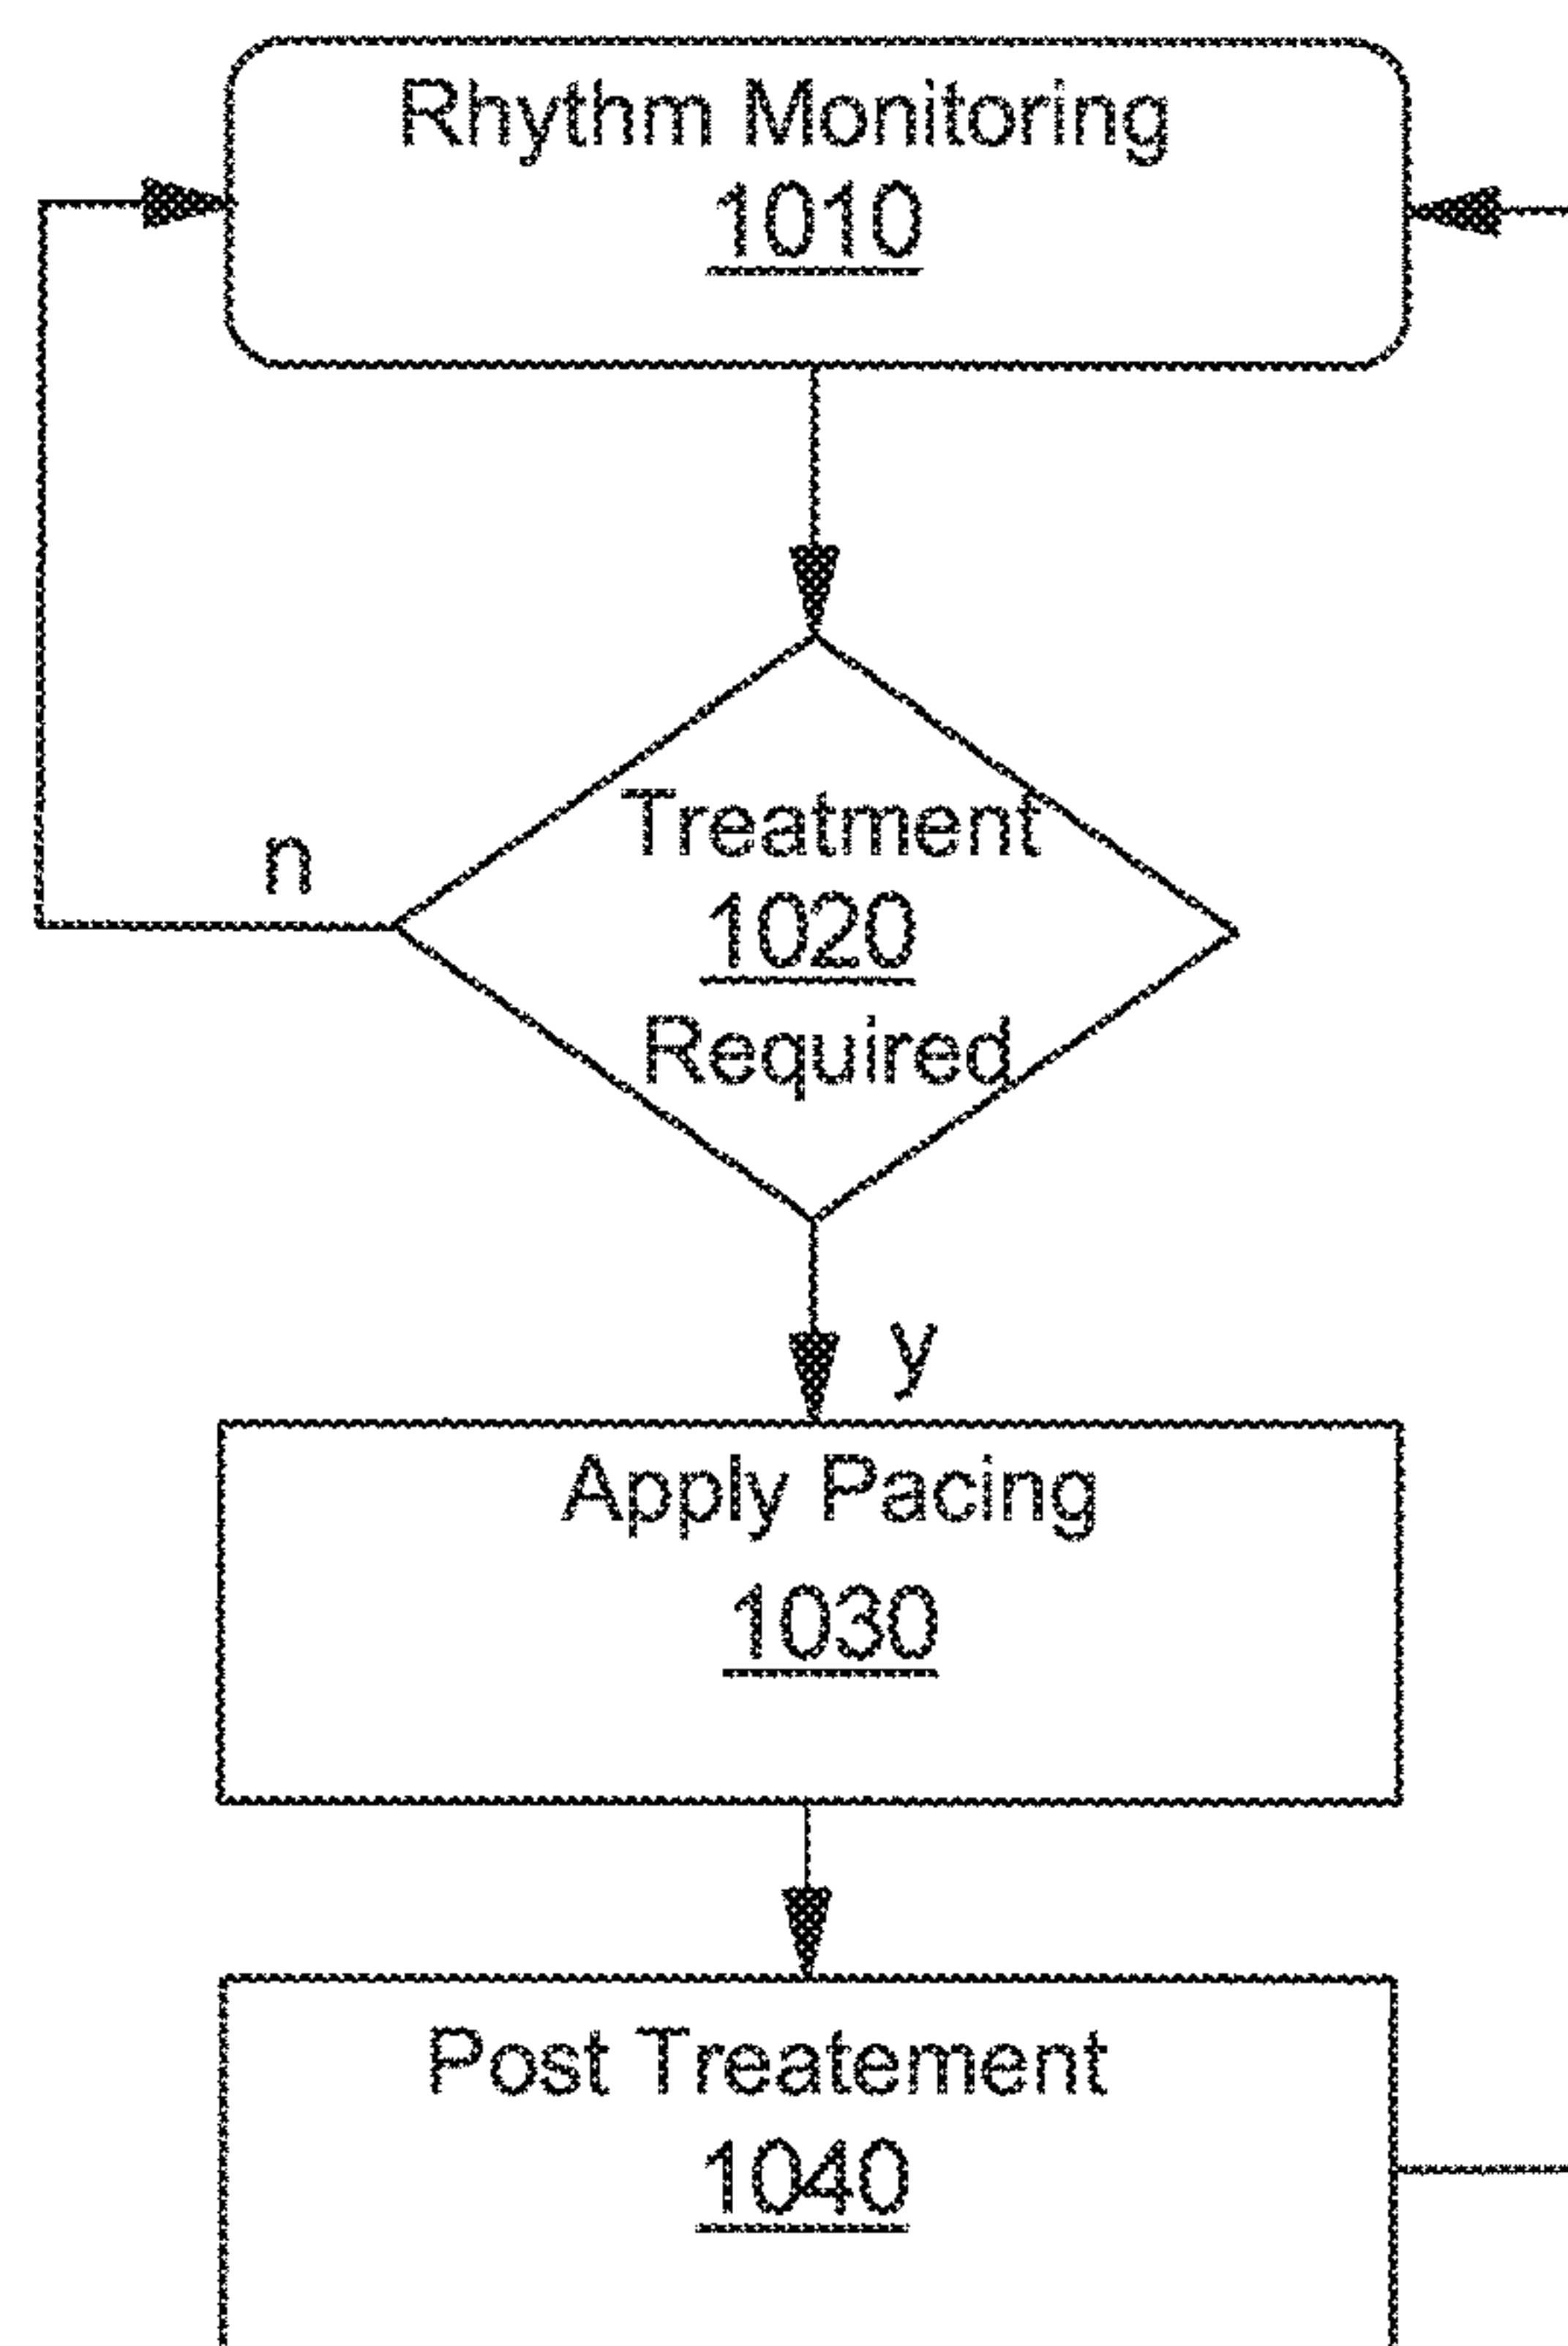 Rhythm Monitoring
1010
Treatment
n
1020
Required
y
Apply Pacing
1030
Post Treatement
1040